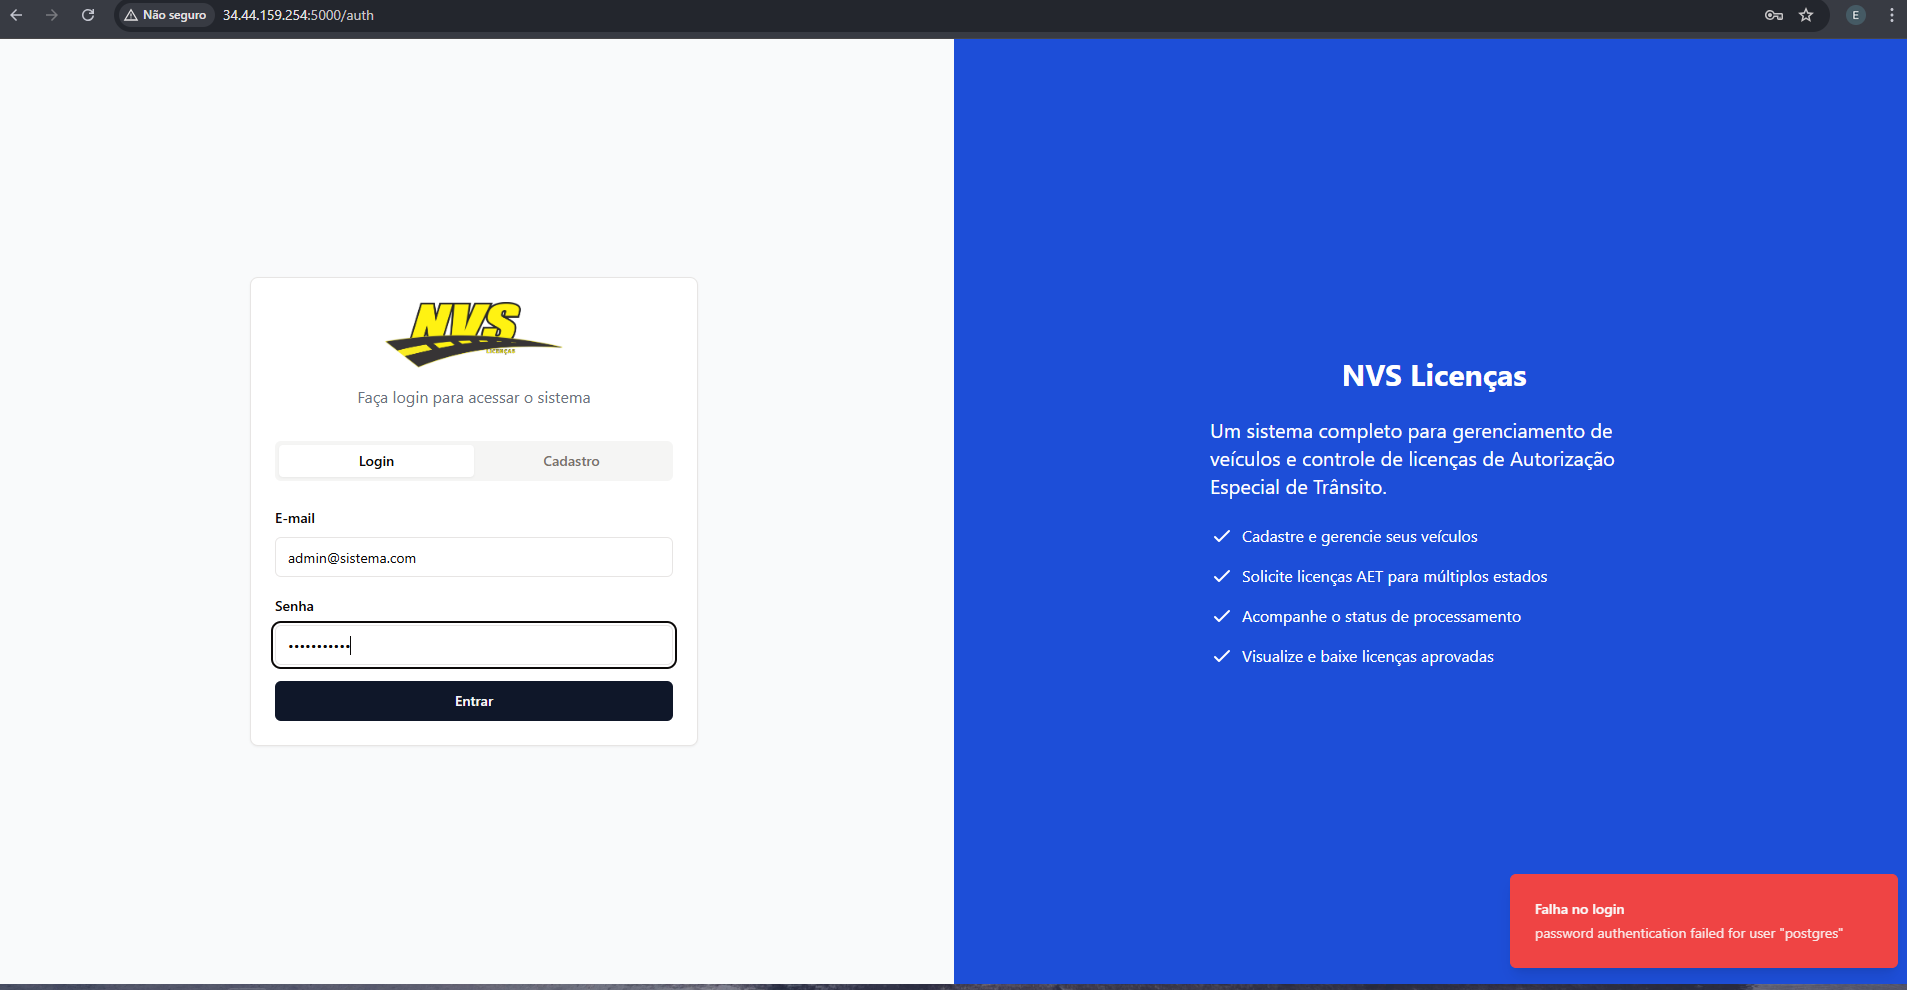 Não seguro
34.44.159.254:5000/auth
E
NVS
Licenças
Faça login para acessar o sistema
Login
Cadastro
E-mail
admin@sistema.com
Senha
Entrar
NVS Licenças
Um sistema completo para gerenciamento de
veículos e controle de licenças de Autorização
Especial de Trânsito.
Cadastre e gerencie seus veículos
Solicite licenças AET para múltiplos estados
Acompanhe o status de processamento
Visualize e baixe licenças aprovadas
Falha no login
password authentication failed for user "postgres"